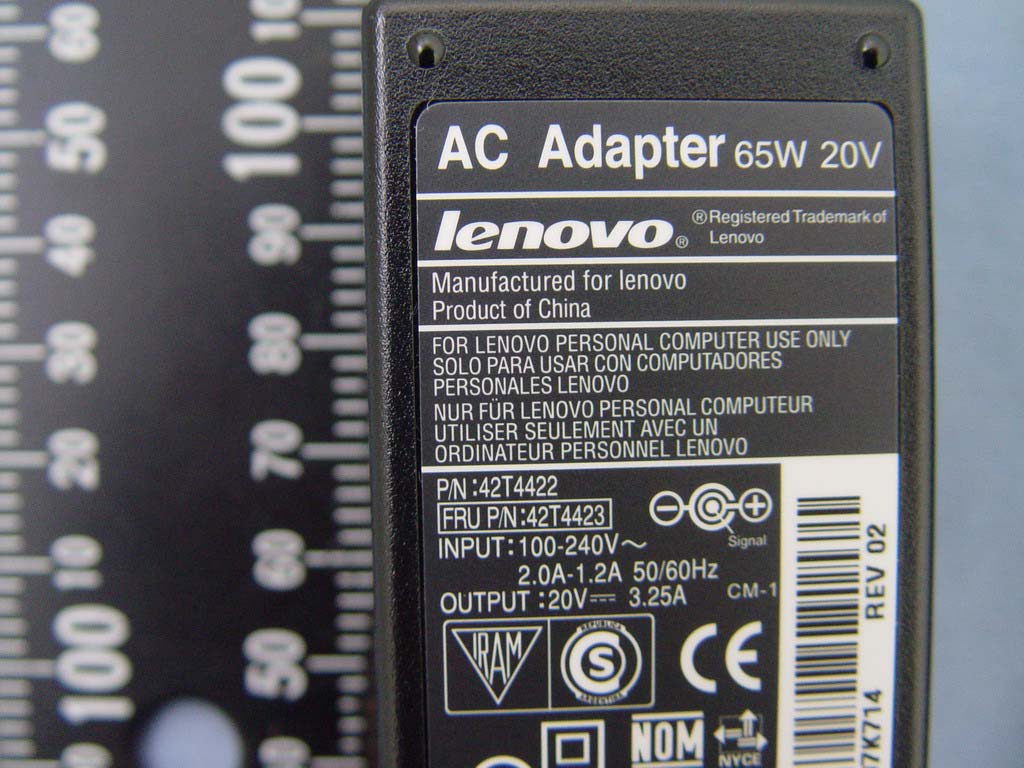 60
50
40
30
20
10
100
100
90
80
70
60
50
AC Adapter 65W 20V
lenovo® ®Registered Trademark of
Lenovo
Manufactured for lenovo
Product of China
FOR LENOVO PERSONAL COMPUTER USE ONLY
SOLO PARA USAR CON COMPUTADORES
PERSONALES LENOVO
NUR FÜR LENOVO PERSONAL COMPUTEUR
UTILISER SEULEMENT AVEC UN
ORDINATEUR PERSONNEL LENOVO
P/N:42T4422
FRU P/N:42T4423
Signal
INPUT:100-240V~
2.0A-1.2A 50/60Hz
OUTPUT:20V⎓ 3.25A CM-1
IRAM
REPUBLICA
S
ARGENTINA
CE
NOM
NYCE
7K714 REV 02